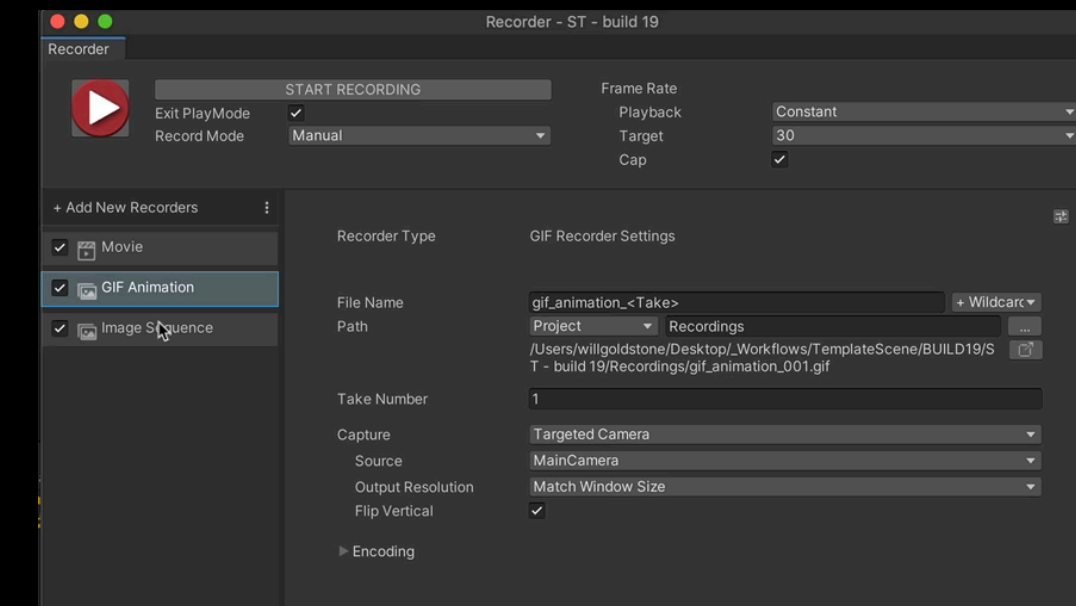 Recorder - ST - build 19
Recorder
START RECORDING
Exit PlayMode
Record Mode
Manual
Frame Rate
Playback
Constant
Target
30
Cap
+ Add New Recorders
Movie
GIF Animation
Image Sequence
Recorder Type
GIF Recorder Settings
File Name
gif_animation_<Take>
+ Wildcarc
Path
Project
Recordings
...
/Users/willgoldstone/Desktop/_Workflows/TemplateScene/BUILD19/S
T - build 19/Recordings/gif_animation_001.gif
Take Number
1
Capture
Targeted Camera
Source
MainCamera
Output Resolution
Match Window Size
Flip Vertical
Encoding